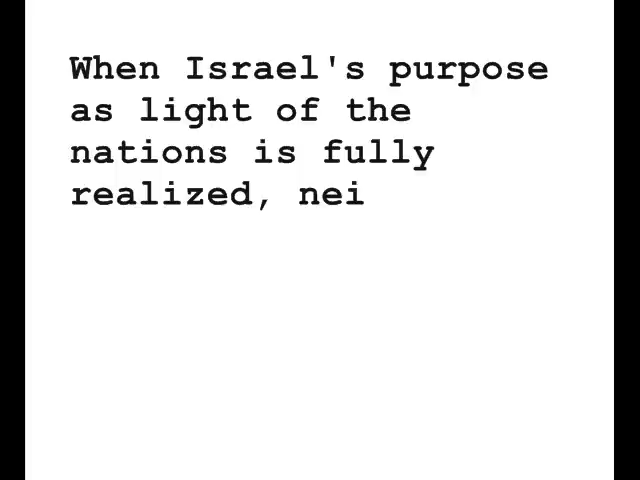 When Israel's purpose
as light of the
nations is fully
realized, nei